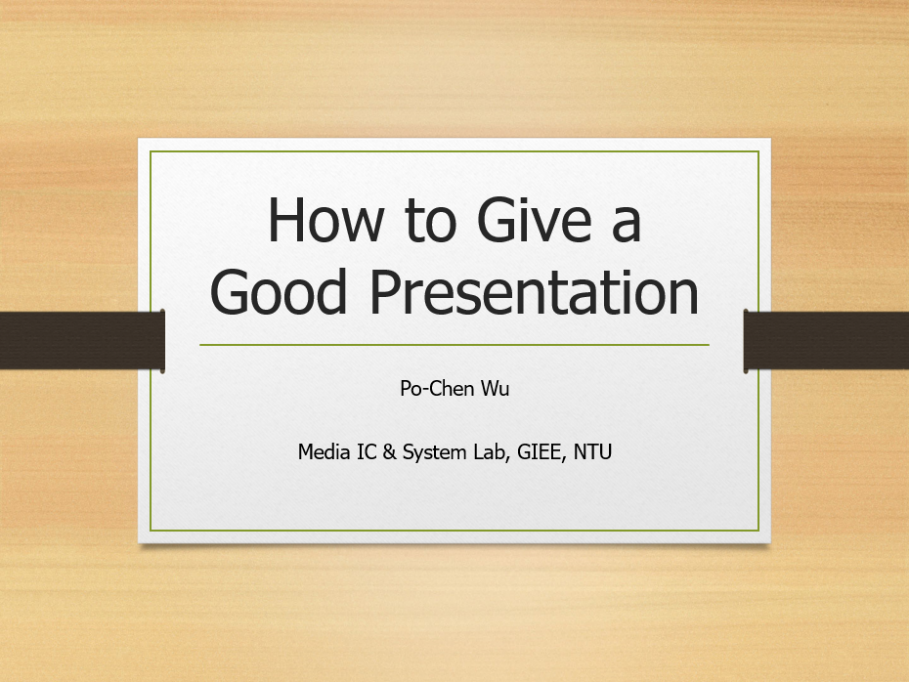 How to Give a
Good Presentation
Po-Chen Wu
Media IC & System Lab, GIEE, NTU